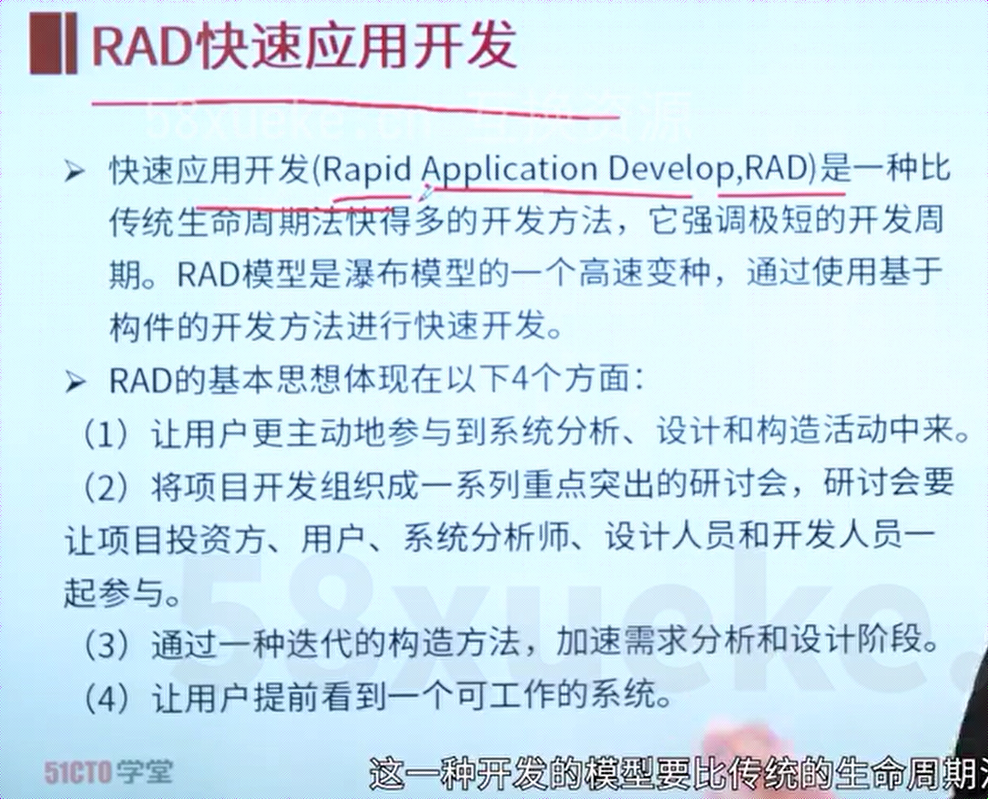 RAD快速应用开发
58xueke.cn 互换资源
快速应用开发(Rapid Application Develop,RAD)是一种比
传统生命周期法快得多的开发方法，它强调极短的开发周
期。RAD模型是瀑布模型的一个高速变种，通过使用基于
构件的开发方法进行快速开发。
RAD的基本思想体现在以下4个方面：
（1）让用户更主动地参与到系统分析、设计和构造活动中来。
（2）将项目开发组织成一系列重点突出的研讨会，研讨会要
让项目投资方、用户、系统分析师、设计人员和开发人员一
起参与。
（3）通过一种迭代的构造方法，加速需求分析和设计阶段。
（4）让用户提前看到一个可工作的系统。
58xueke.
51CTO学堂
这一种开发的模型要比传统的生命周期法